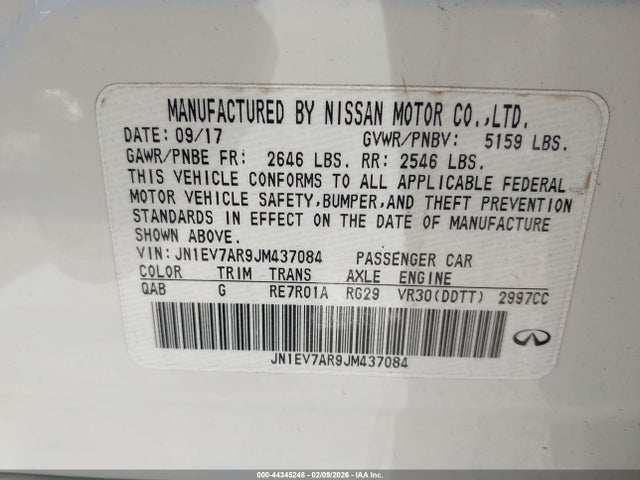 MANUFACTURED BY NISSAN MOTOR CO.,LTD.
DATE: 09/17 GVWR/PNBV: 5159 LBS.
GAWR/PNBE FR: 2646 LBS. RR: 2546 LBS.
THIS VEHICLE CONFORMS TO ALL APPLICABLE FEDERAL
MOTOR VEHICLE SAFETY,BUMPER,AND THEFT PREVENTION
STANDARDS IN EFFECT ON THE DATE OF MANUFACTURE
SHOWN ABOVE.
VIN: JN1EV7AR9JM437084 PASSENGER CAR
COLOR TRIM TRANS AXLE ENGINE
QAB G RE7R01A RG29 VR30(DDTT) 2997CC
JN1EV7AR9JM437084
000-44345248 - 02/09/2026 - IAA Inc.